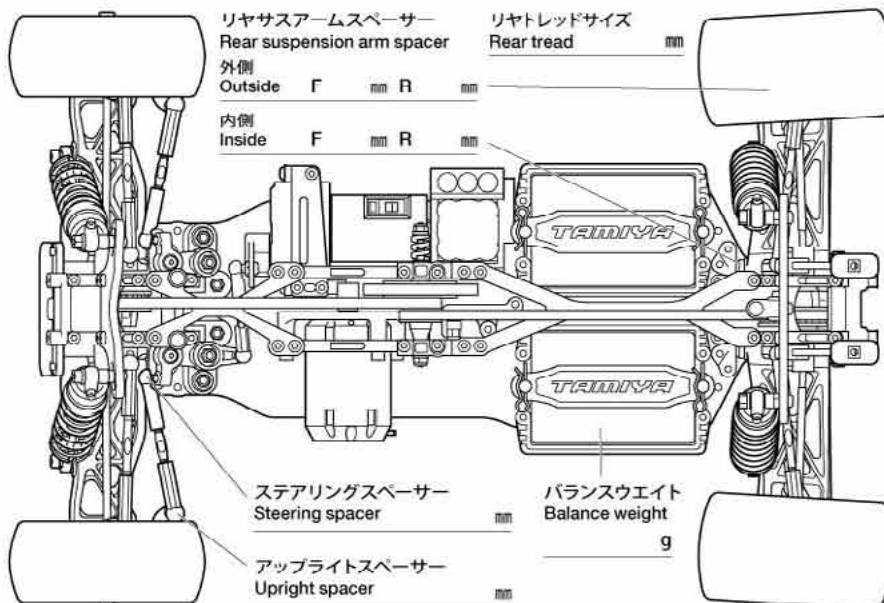 リヤサスアームスペーサー
Rear suspension arm spacer
外側
Outside F mm R mm
内側
Inside F mm R mm
リヤトレッドサイズ
Rear tread mm
TAMIYA
TAMIYA
ステアリングスペーサー
Steering spacer mm
アップライトスペーサー
Upright spacer mm
バランスウエイト
Balance weight
g